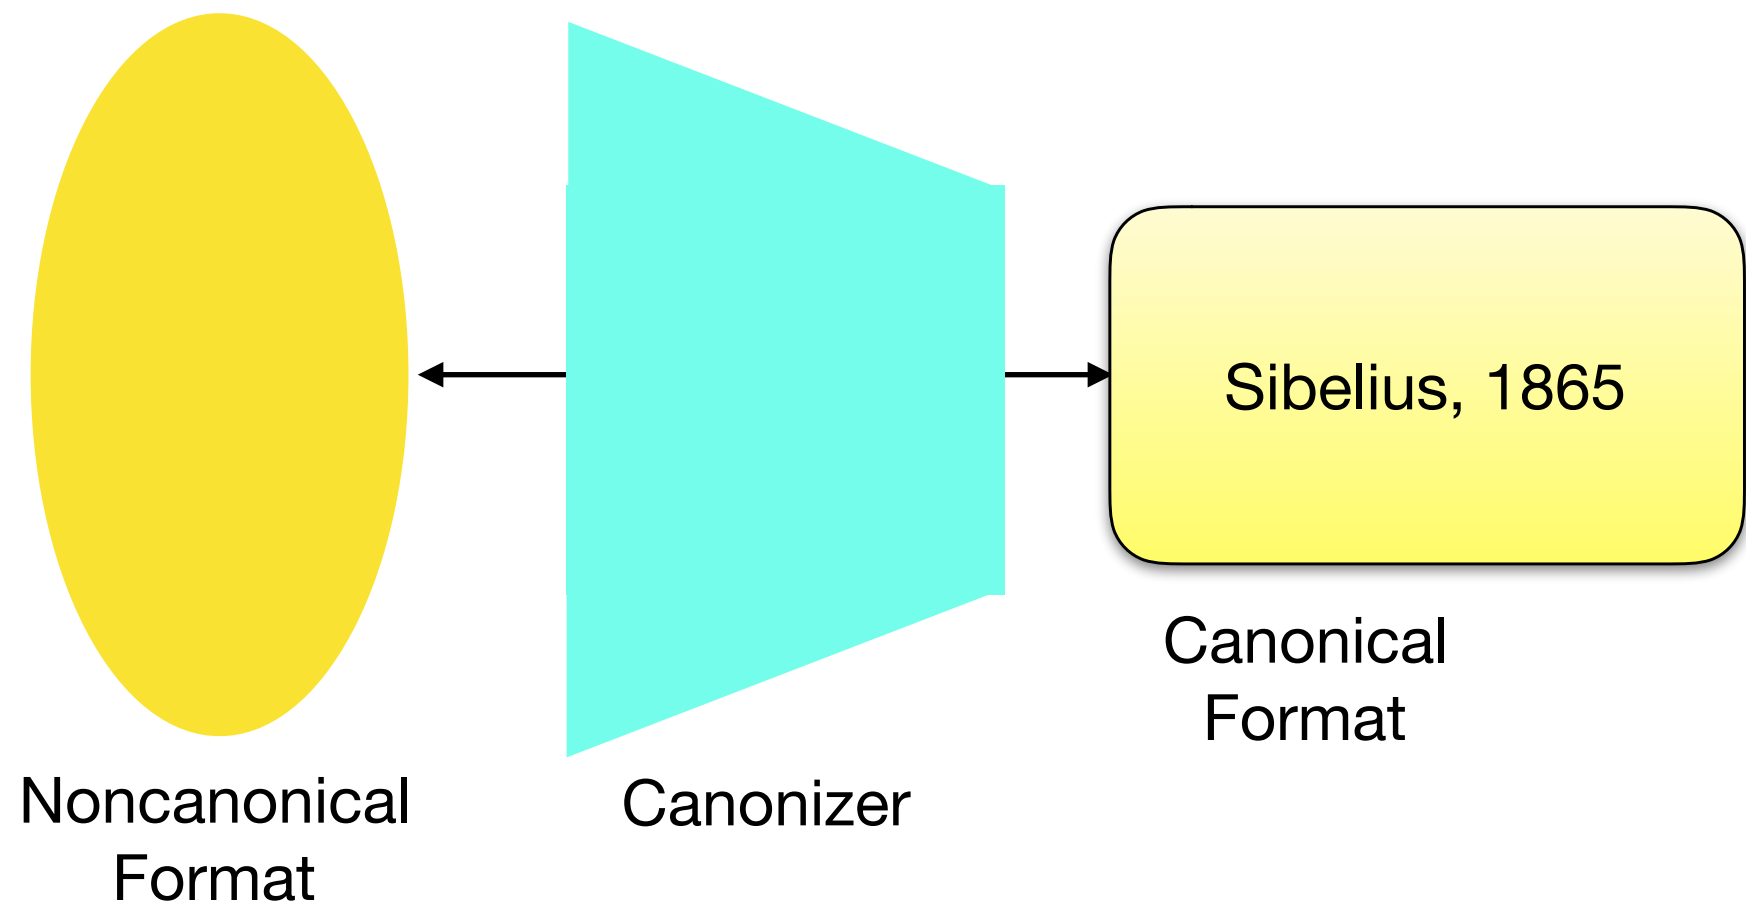 Sibelius, 1865
Canonical
Format
Noncanonical
Format
Canonizer